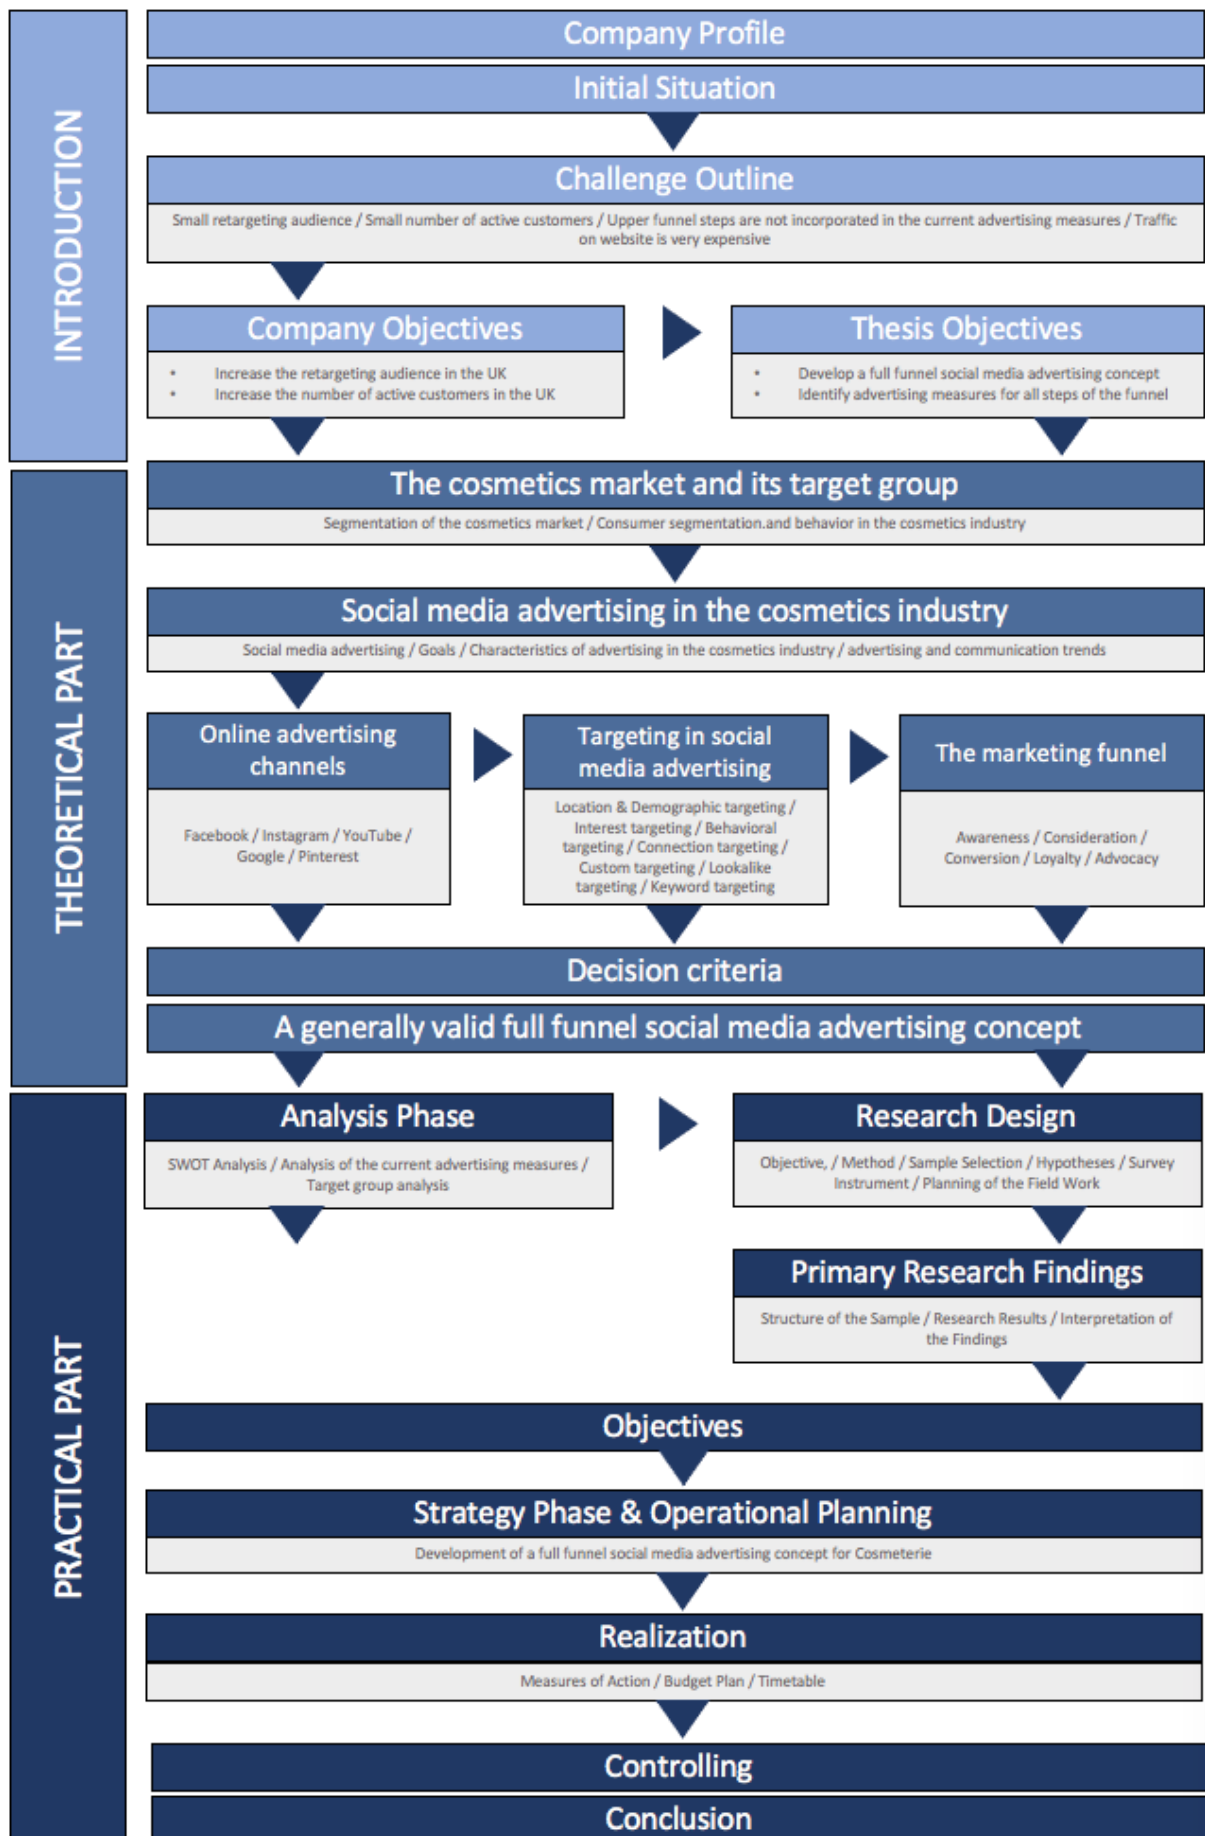 INTRODUCTION
Company Profile
Initial Situation
Challenge Outline
Small retargeting audience / Small number of active customers / Upper funnel steps are not incorporated in the current advertising measures / Traffic
on website is very expensive
Company Objectives
• Increase the retargeting audience in the UK
• Increase the number of active customers in the UK
Thesis Objectives
• Develop a full funnel social media advertising concept
• Identify advertising measures for all steps of the funnel
THEORETICAL PART
The cosmetics market and its target group
Segmentation of the cosmetics market / Consumer segmentation.and behavior in the cosmetics industry
Social media advertising in the cosmetics industry
Social media advertising / Goals / Characteristics of advertising in the cosmetics industry / advertising and communication trends
Online advertising
channels
Facebook / Instagram / YouTube /
Google / Pinterest
Targeting in social
media advertising
Location & Demographic targeting /
Interest targeting / Behavioral
targeting / Connection targeting /
Custom targeting / Lookalike
targeting / Keyword targeting
The marketing funnel
Awareness / Consideration /
Conversion / Loyalty / Advocacy
Decision criteria
A generally valid full funnel social media advertising concept
PRACTICAL PART
Analysis Phase
SWOT Analysis / Analysis of the current advertising measures /
Target group analysis
Research Design
Objective, / Method / Sample Selection / Hypotheses / Survey
Instrument / Planning of the Field Work
Primary Research Findings
Structure of the Sample / Research Results / Interpretation of
the Findings
Objectives
Strategy Phase & Operational Planning
Development of a full funnel social media advertising concept for Cosmeterie
Realization
Measures of Action / Budget Plan / Timetable
Controlling
Conclusion